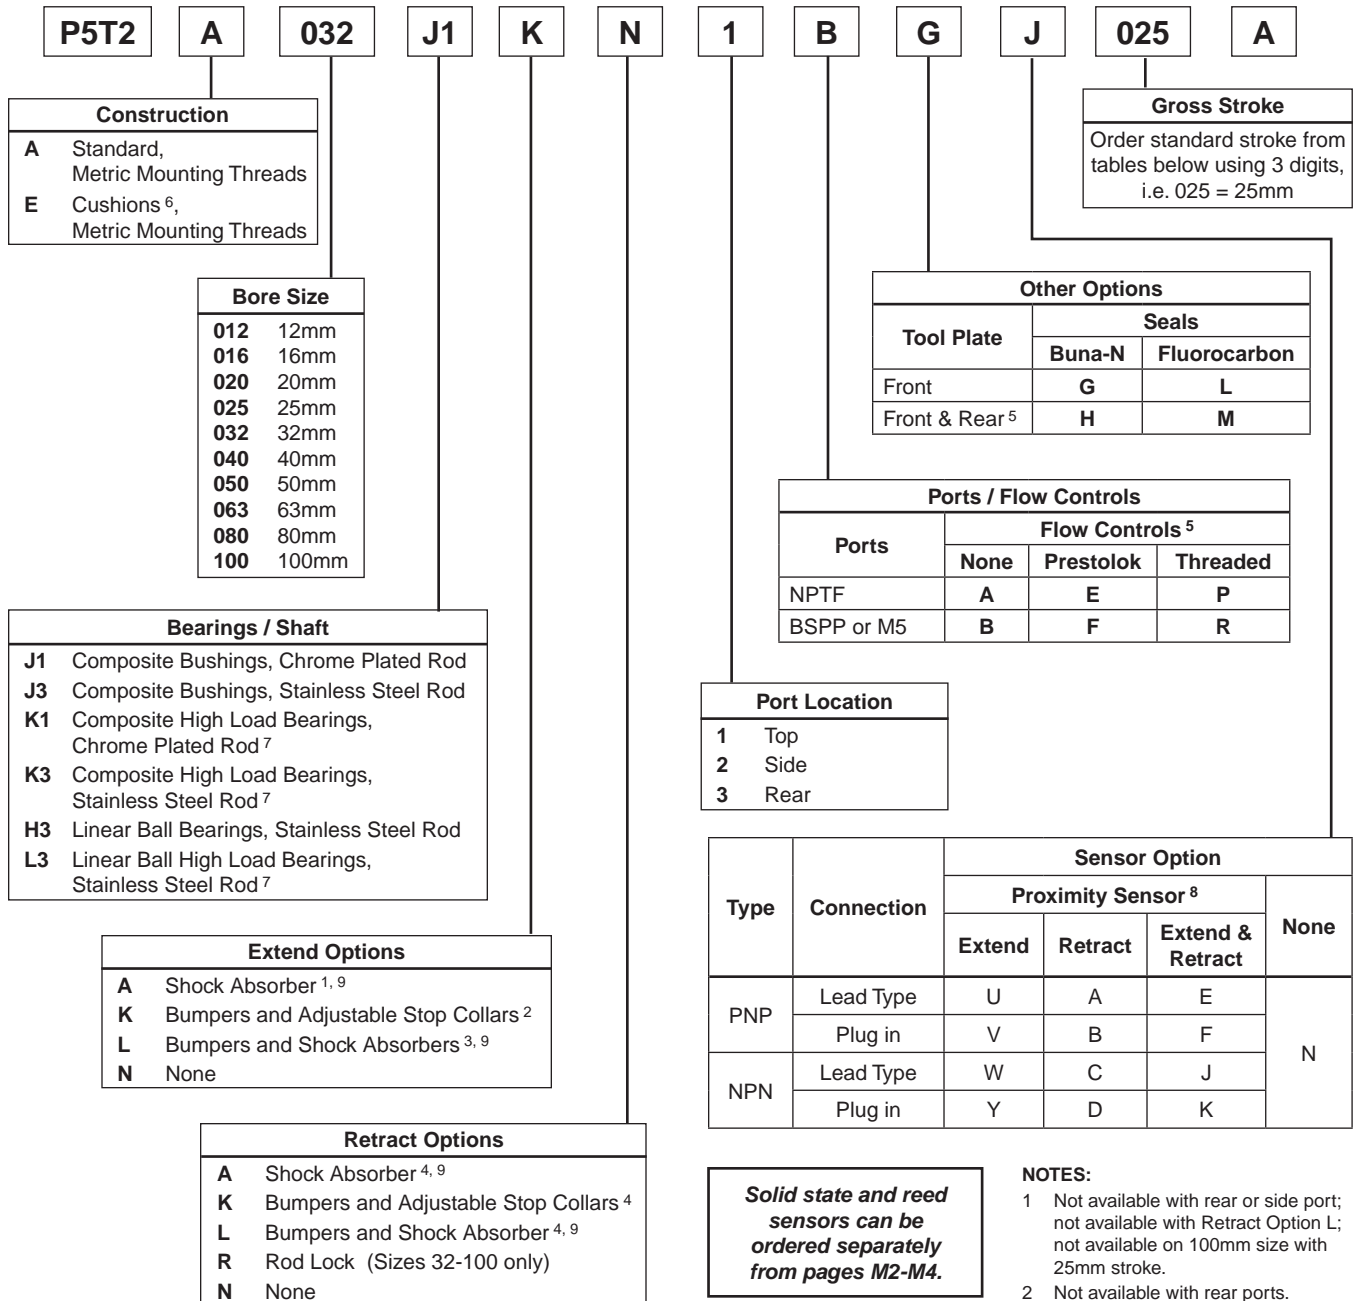 P5T2 A 032 J1 K N 1 B G J 025 A
Construction
A Standard,
Metric Mounting Threads
E Cushions 6,
Metric Mounting Threads
Gross Stroke
Order standard stroke from
tables below using 3 digits,
i.e. 025 = 25mm
Bore Size
012 12mm
016 16mm
020 20mm
025 25mm
032 32mm
040 40mm
050 50mm
063 63mm
080 80mm
100 100mm
Other Options
Tool Plate
Seals
Buna-N Fluorocarbon
Front G L
Front & Rear 5 H M
Ports / Flow Controls
Ports
Flow Controls 5
None Prestolok Threaded
NPTF A E P
BSPP or M5 B F R
Bearings / Shaft
J1 Composite Bushings, Chrome Plated Rod
J3 Composite Bushings, Stainless Steel Rod
K1 Composite High Load Bearings,
Chrome Plated Rod 7
K3 Composite High Load Bearings,
Stainless Steel Rod 7
H3 Linear Ball Bearings, Stainless Steel Rod
L3 Linear Ball High Load Bearings,
Stainless Steel Rod 7
Port Location
1 Top
2 Side
3 Rear
Type Connection
Sensor Option
Proximity Sensor 8
None
Extend Retract Extend &
Retract
PNP
Lead Type U A E
Plug in V B F
N
NPN
Lead Type W C J
Plug in Y D K
Extend Options
A Shock Absorber 1, 9
K Bumpers and Adjustable Stop Collars 2
L Bumpers and Shock Absorbers 3, 9
N None
Retract Options
A Shock Absorber 4, 9
K Bumpers and Adjustable Stop Collars 4
L Bumpers and Shock Absorber 4, 9
R Rod Lock (Sizes 32-100 only)
N None
Solid state and reed
sensors can be
ordered separately
from pages M2-M4.
NOTES:
1 Not available with rear or side port;
not available with Retract Option L;
not available on 100mm size with
25mm stroke.
2 Not available with rear ports.